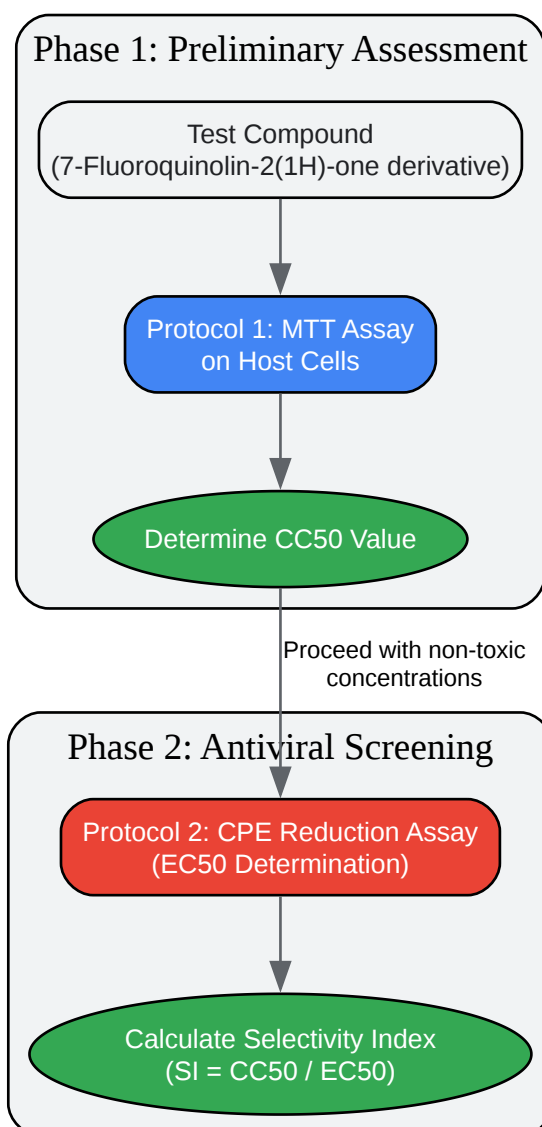 Phase 1: Preliminary Assessment
Test Compound
(7-Fluoroquinolin-2(1H)-one derivative)
Protocol 1: MTT Assay
on Host Cells
Determine CC50 Value
Proceed with non-toxic
concentrations
Phase 2: Antiviral Screening
Protocol 2: CPE Reduction Assay
(EC50 Determination)
Calculate Selectivity Index
(SI = CC50 / EC50)